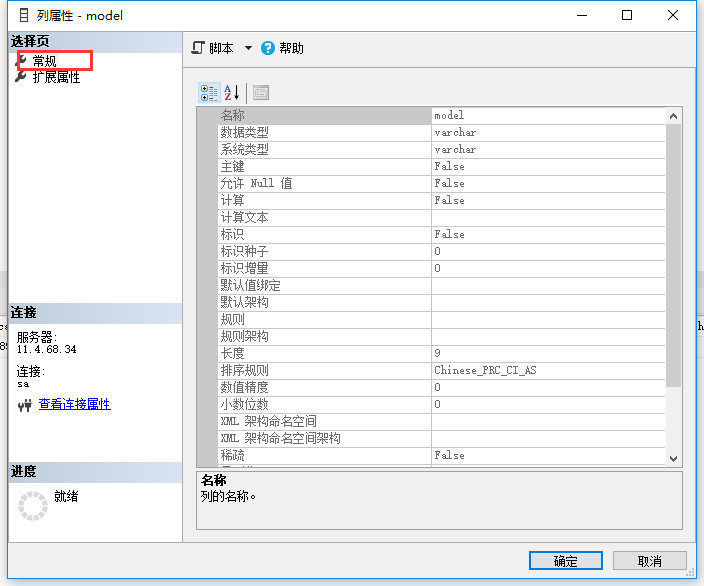 列属性 - model
选择页
常规
扩展属性
脚本
帮助
名称 model
数据类型 varchar
系统类型 varchar
主键 False
允许 Null 值 False
计算 False
计算文本
标识 False
标识种子 0
标识增量 0
默认值绑定
默认架构
规则
规则架构
长度 9
排序规则 Chinese_PRC_CI_AS
数值精度 0
小数位数 0
XML 架构命名空间
XML 架构命名空间架构
稀疏 False
连接
服务器:
11.4.68.34
连接:
sa
查看连接属性
进度
就绪
名称
列的名称。
确定
取消